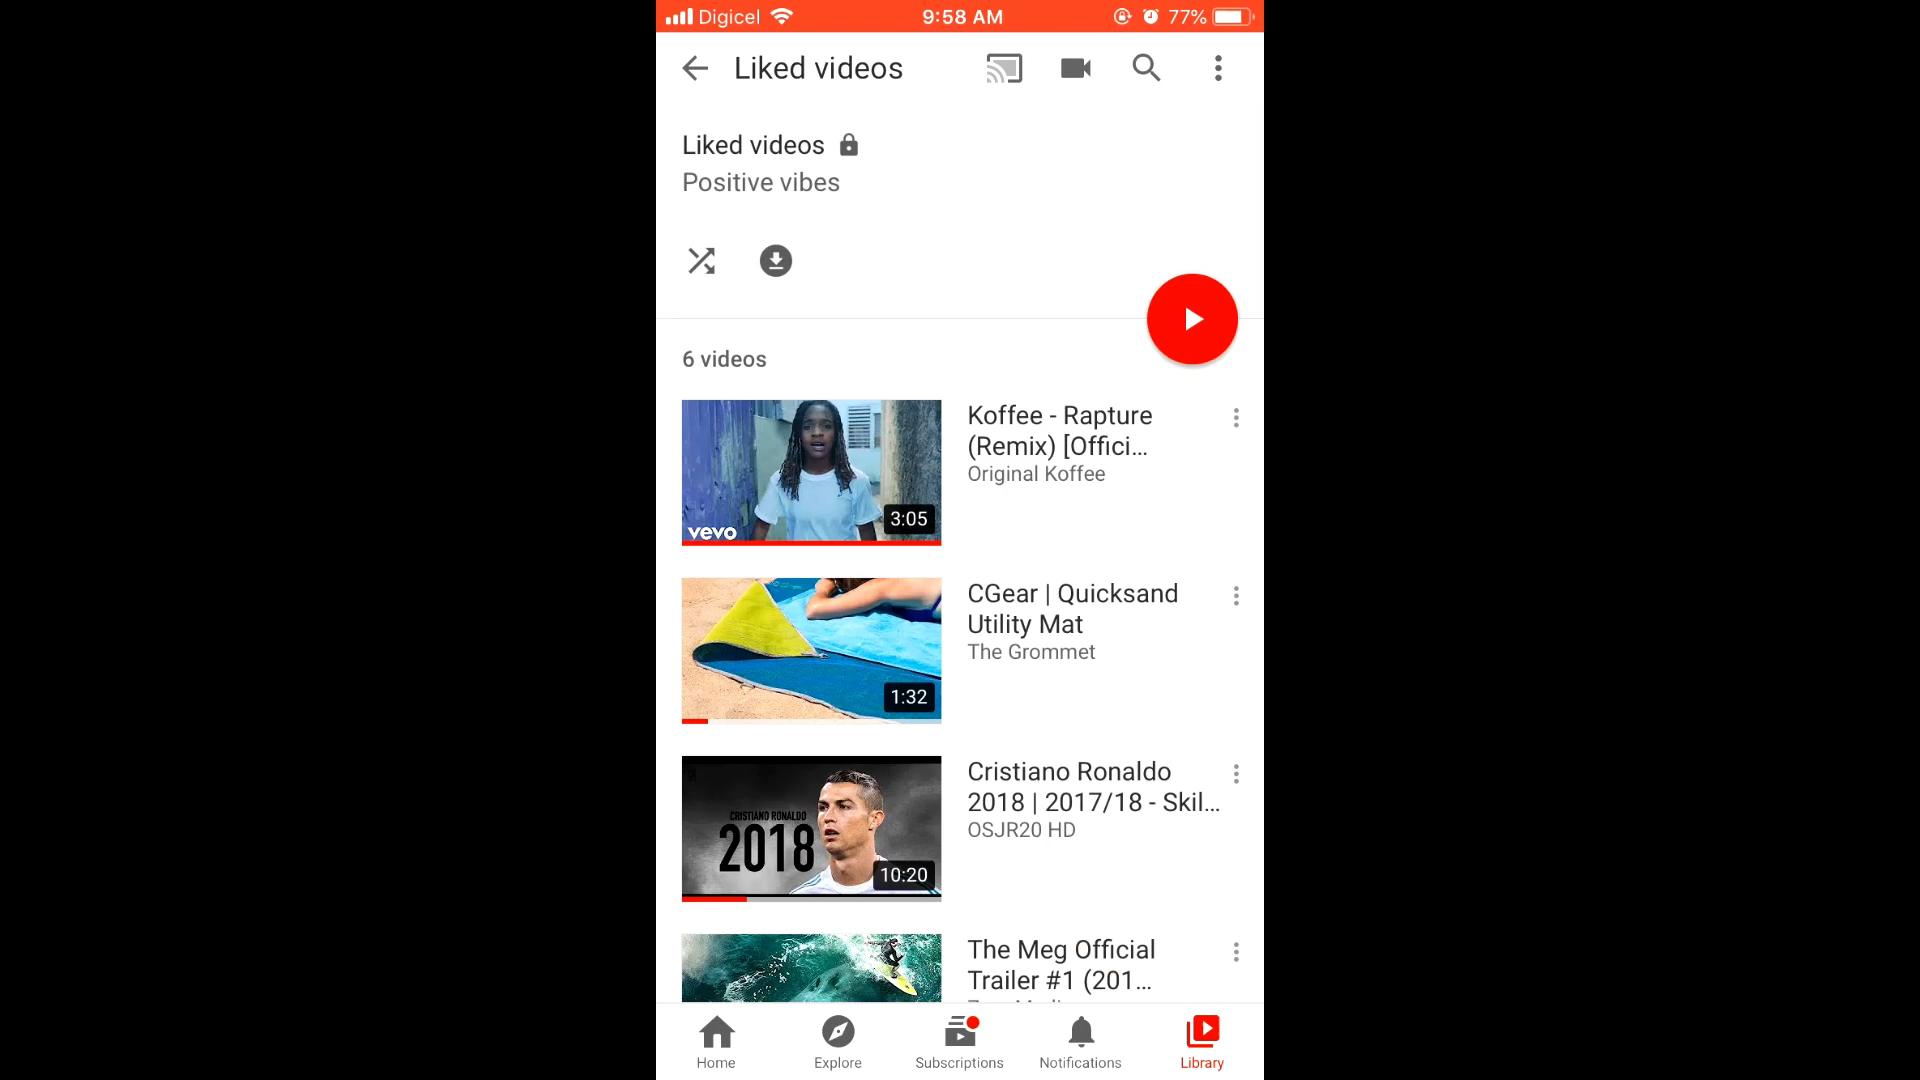 Digicel
9:58 AM
77%
Liked videos
Liked videos
Positive vibes
6 videos
Koffee - Rapture
(Remix) [Offici...
Original Koffee
3:05
vevo
CGear | Quicksand
Utility Mat
The Grommet
1:32
Cristiano Ronaldo
2018 | 2017/18 - Skil...
OSJR20 HD
CRISTIANO RONALDO
2018
10:20
The Meg Official
Trailer #1 (201...
Home
Explore
Subscriptions
Notifications
Library